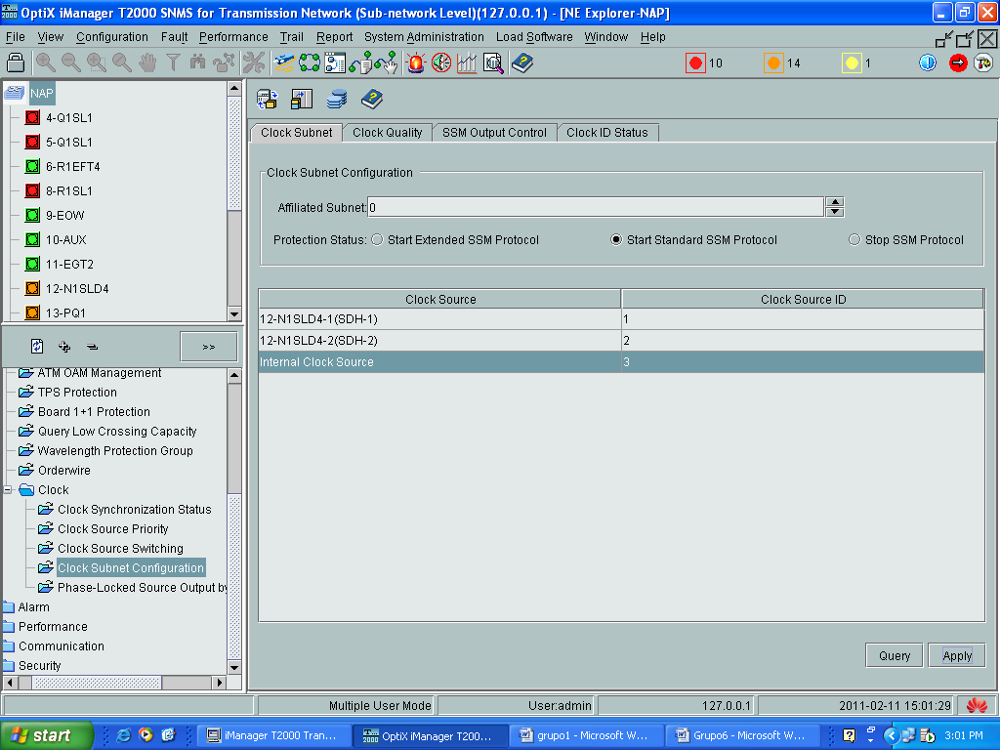 OptiX iManager T2000 SNMS for Transmission Network (Sub-network Level)(127.0.0.1) - [NE Explorer-NAP]
File View Configuration Fault Performance Trail Report System Administration Load Software Window Help
10 14 1
NAP
4-Q1SL1
5-Q1SL1
6-R1EFT4
8-R1SL1
9-EOW
10-AUX
11-EGT2
12-N1SLD4
13-PQ1
>>
ATM OAM Management
TPS Protection
Board 1+1 Protection
Query Low Crossing Capacity
Wavelength Protection Group
Orderwire
Clock
Clock Synchronization Status
Clock Source Priority
Clock Source Switching
Clock Subnet Configuration
Phase-Locked Source Output by
Alarm
Performance
Communication
Security
Clock Subnet Clock Quality SSM Output Control Clock ID Status
Clock Subnet Configuration
Affiliated Subnet: 0
Protection Status: Start Extended SSM Protocol Start Standard SSM Protocol Stop SSM Protocol
Clock Source Clock Source ID
12-N1SLD4-1(SDH-1) 1
12-N1SLD4-2(SDH-2) 2
Internal Clock Source 3
Query Apply
Multiple User Mode User:admin 127.0.0.1 2011-02-11 15:01:29
start iManager T2000 Tran... OptiX iManager T200... grupo1 - Microsoft W... Grupo6 - Microsoft W... 3:01 PM